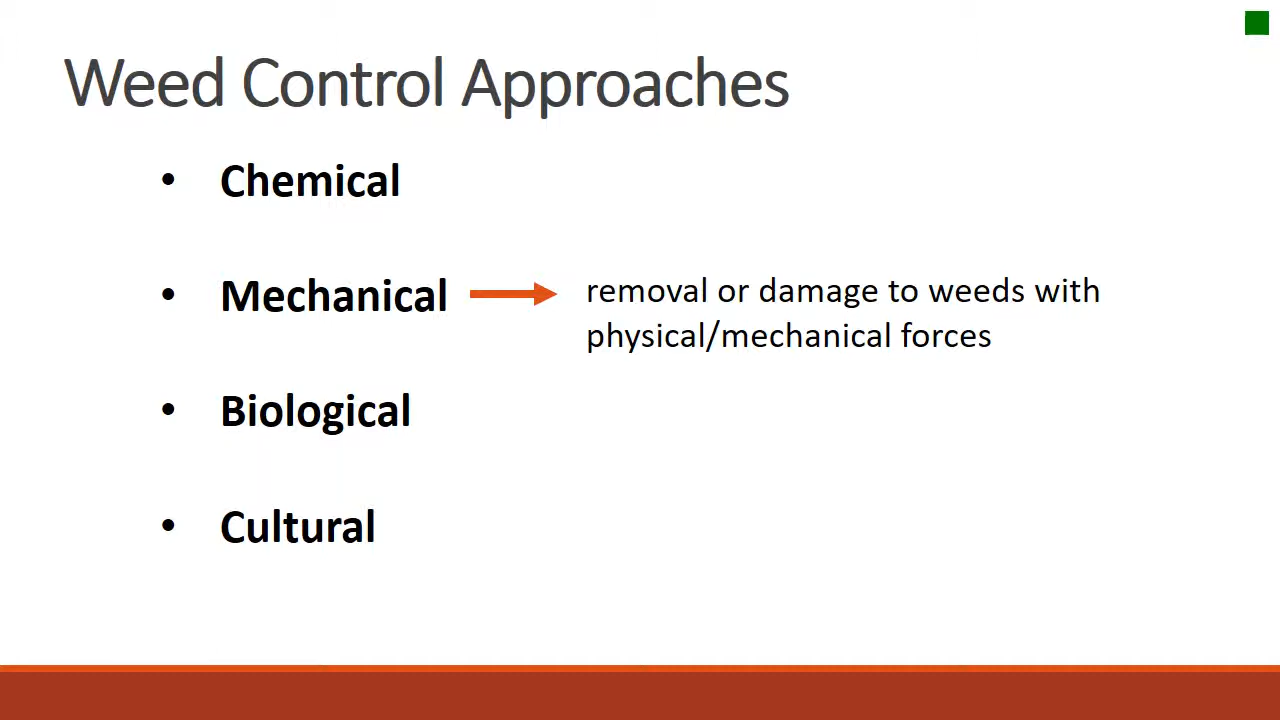 Weed Control Approaches
• Chemical
• Mechanical
removal or damage to weeds with
physical/mechanical forces
• Biological
• Cultural